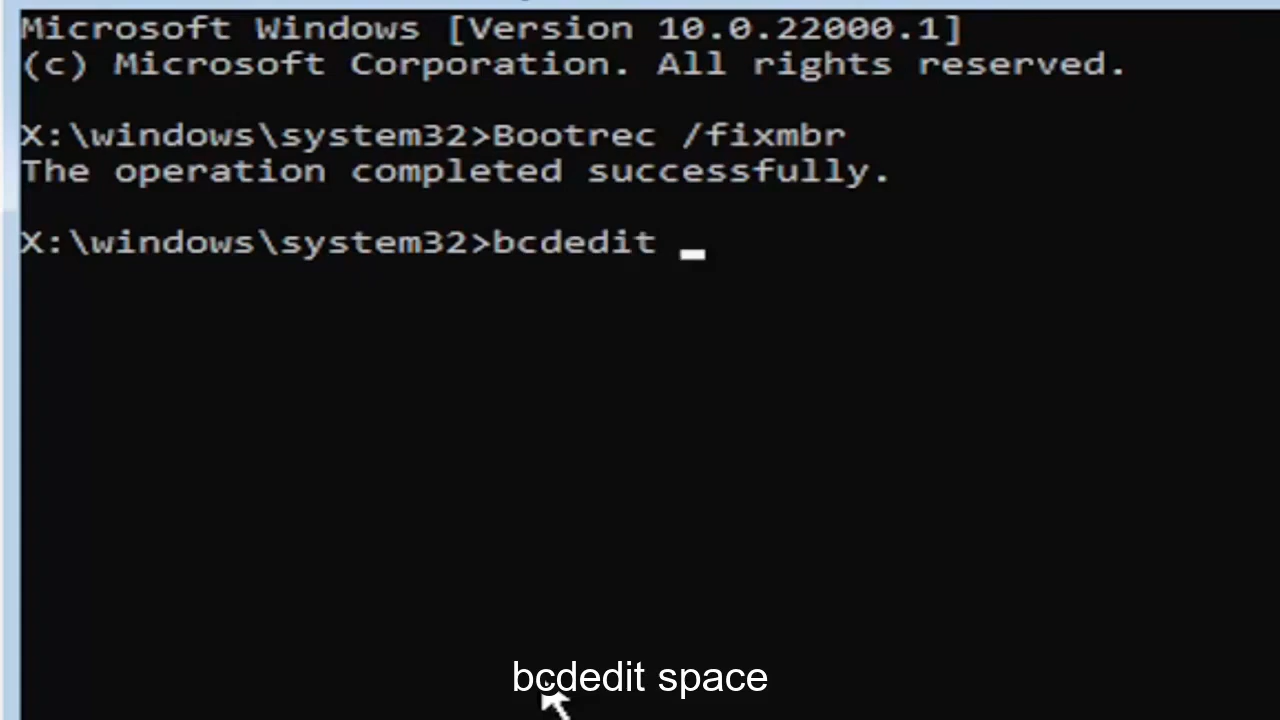 Microsoft Windows [Version 10.0.22000.1]
(c) Microsoft Corporation. All rights reserved.
X:\windows\system32>Bootrec /fixmbr
The operation completed successfully.
X:\windows\system32>bcdedit _
bcdedit space